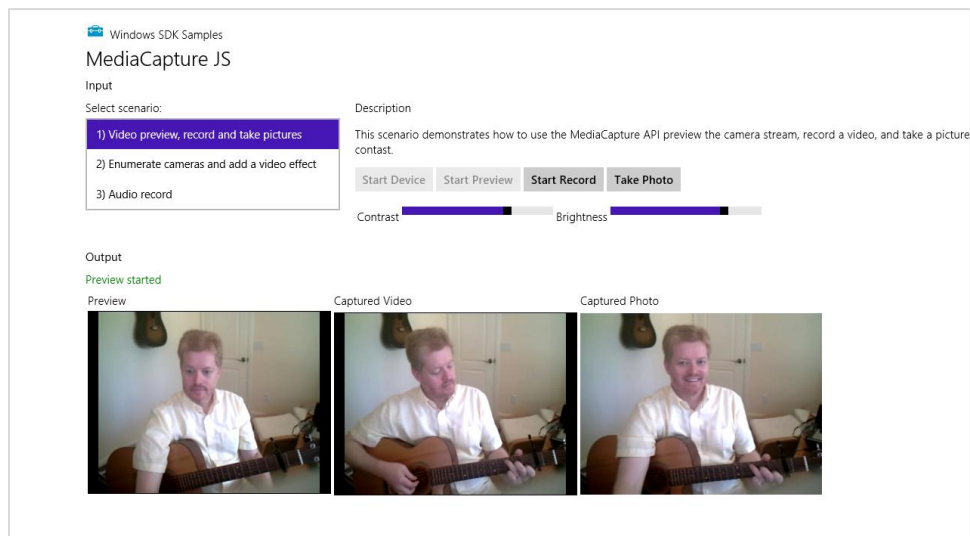 Windows SDK Samples
MediaCapture JS
Input
Select scenario:
1) Video preview, record and take pictures
2) Enumerate cameras and add a video effect
3) Audio record
Description
This scenario demonstrates how to use the MediaCapture API preview the camera stream, record a video, and take a picture
contast.
Start Device Start Preview Start Record Take Photo
Contrast Brightness
Output
Preview started
Preview Captured Video Captured Photo